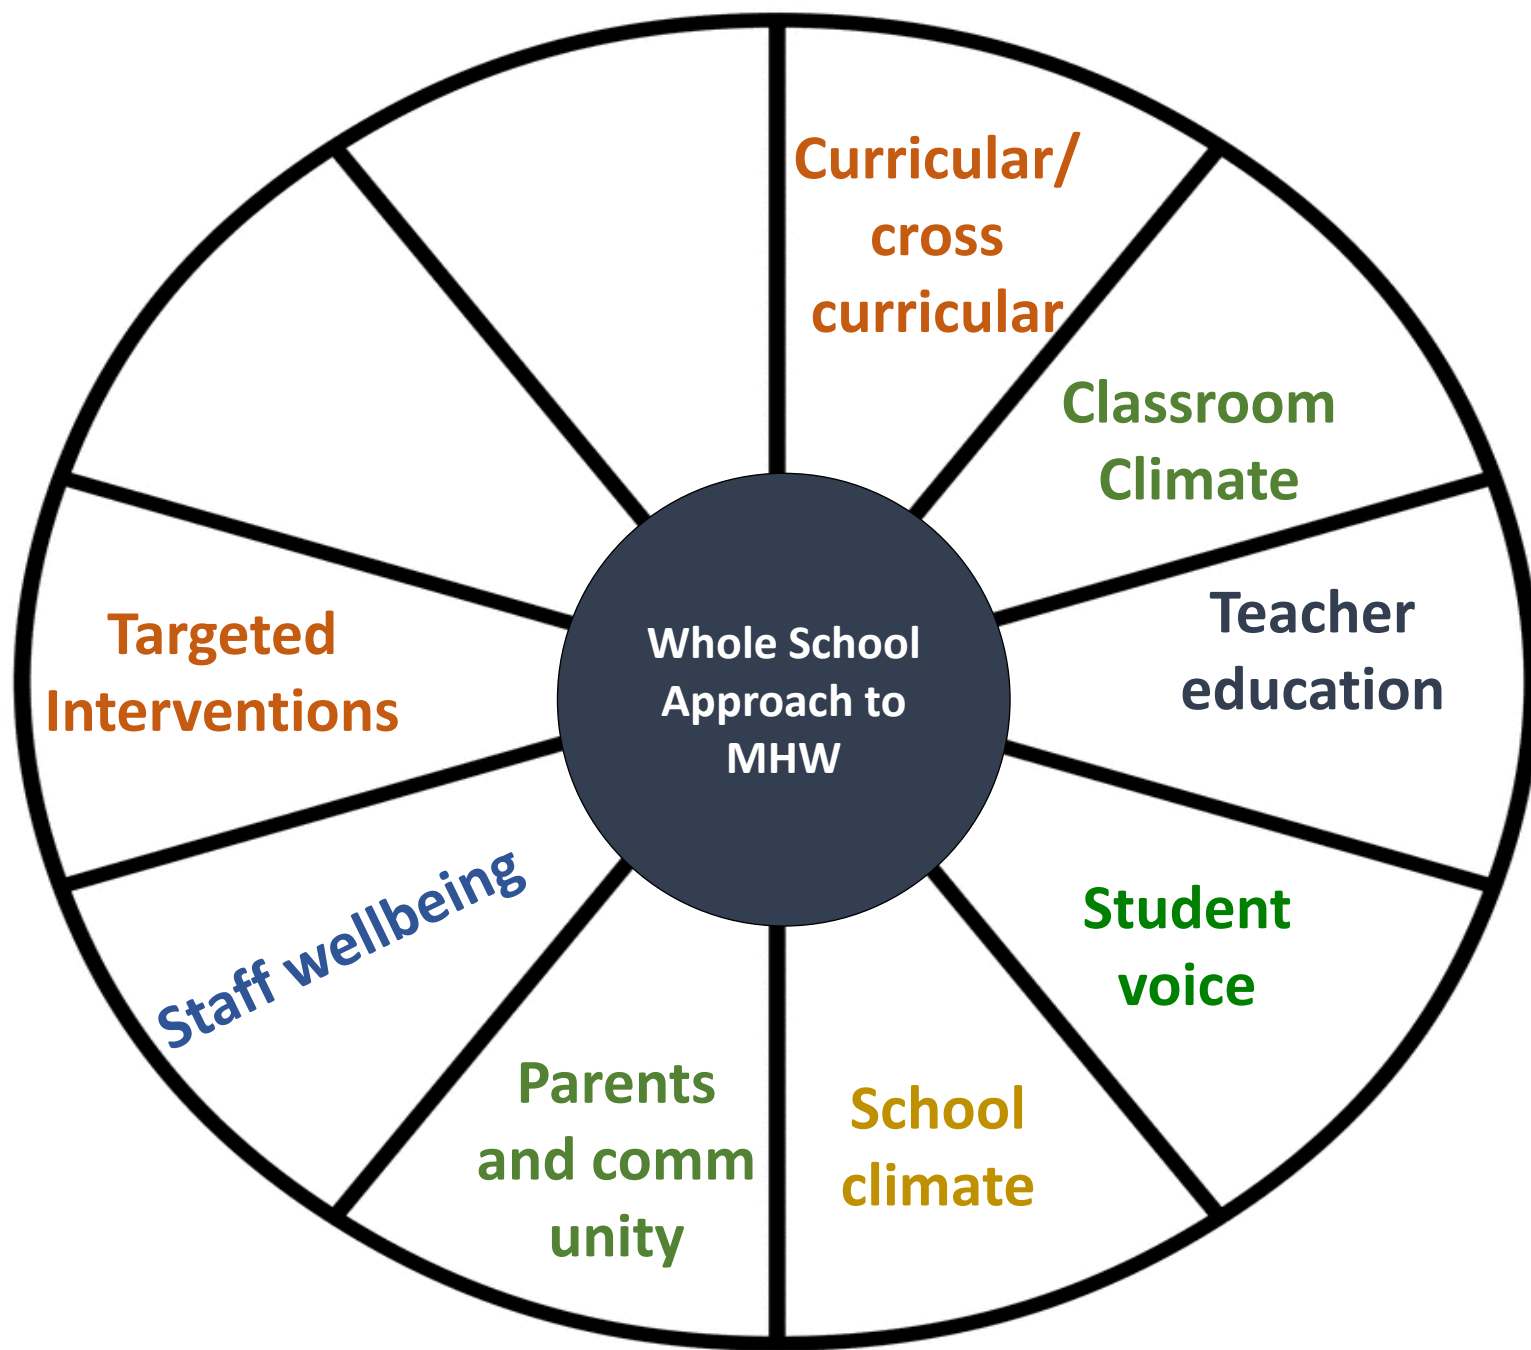 Curricular/
cross
curricular
Classroom
Climate
Teacher
education
Student
voice
School
climate
Parents
and comm
unity
Staff wellbeing
Targeted
Interventions
Whole School
Approach to
MHW